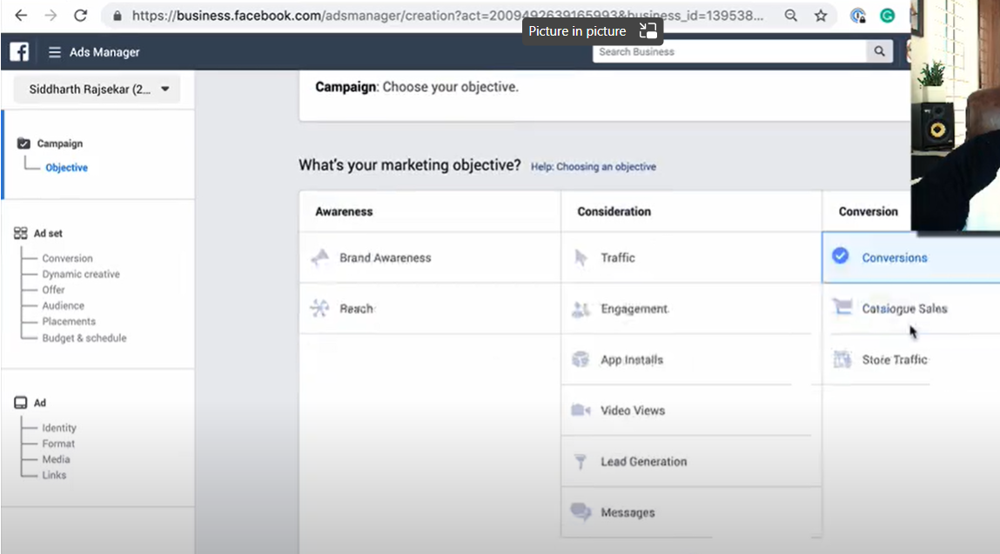 https://business.facebook.com/adsmanager/creation?act=2009492639165993&business_id=139538...
Picture in picture
Ads Manager
Search Business
Siddharth Rajsekar (2...
Campaign: Choose your objective.
Campaign
Objective
What's your marketing objective? Help: Choosing an objective
Awareness
Consideration
Conversion
Ad set
Conversion
Dynamic creative
Offer
Audience
Placements
Budget & schedule
Brand Awareness
Traffic
Conversions
Reach
Engagement
Catalogue Sales
App Installs
Store Traffic
Video Views
Lead Generation
Messages
Ad
Identity
Format
Media
Links